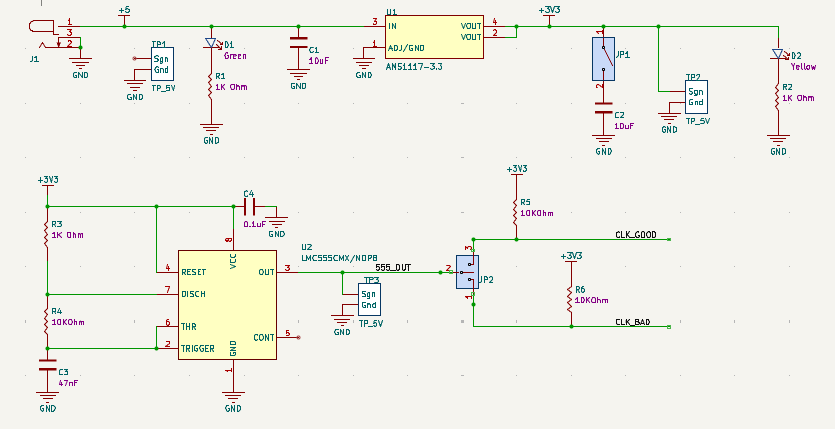 +5
+3V3
U1
1
3
2
J1
GND
TP1
Sgn
Gnd
GND
TP_5V
D1
Green
R1
1K Ohm
GND
C1
10uF
GND
3
IN
VOUT
4
VOUT
2
1
ADJ/GND
GND
ANS1117-3.3
1
JP1
2
C2
10uF
GND
TP2
Sgn
Gnd
GND
TP_5V
D2
Yellow
R2
1K Ohm
GND
+3V3
R3
1K Ohm
R4
10KOhm
C3
47nF
GND
C4
0.1uF
GND
U2
LMC555CMX/NOPB
8
VCC
4
RESET
OUT
3
7
DISCH
6
THR
CONT
5
2
TRIGGER
GND
1
GND
555_OUT
TP3
Sgn
Gnd
GND
TP_5V
3
2
1
JP2
+3V3
R5
10KOhm
CLK_GOOD
+3V3
R6
10KOhm
CLK_BAD